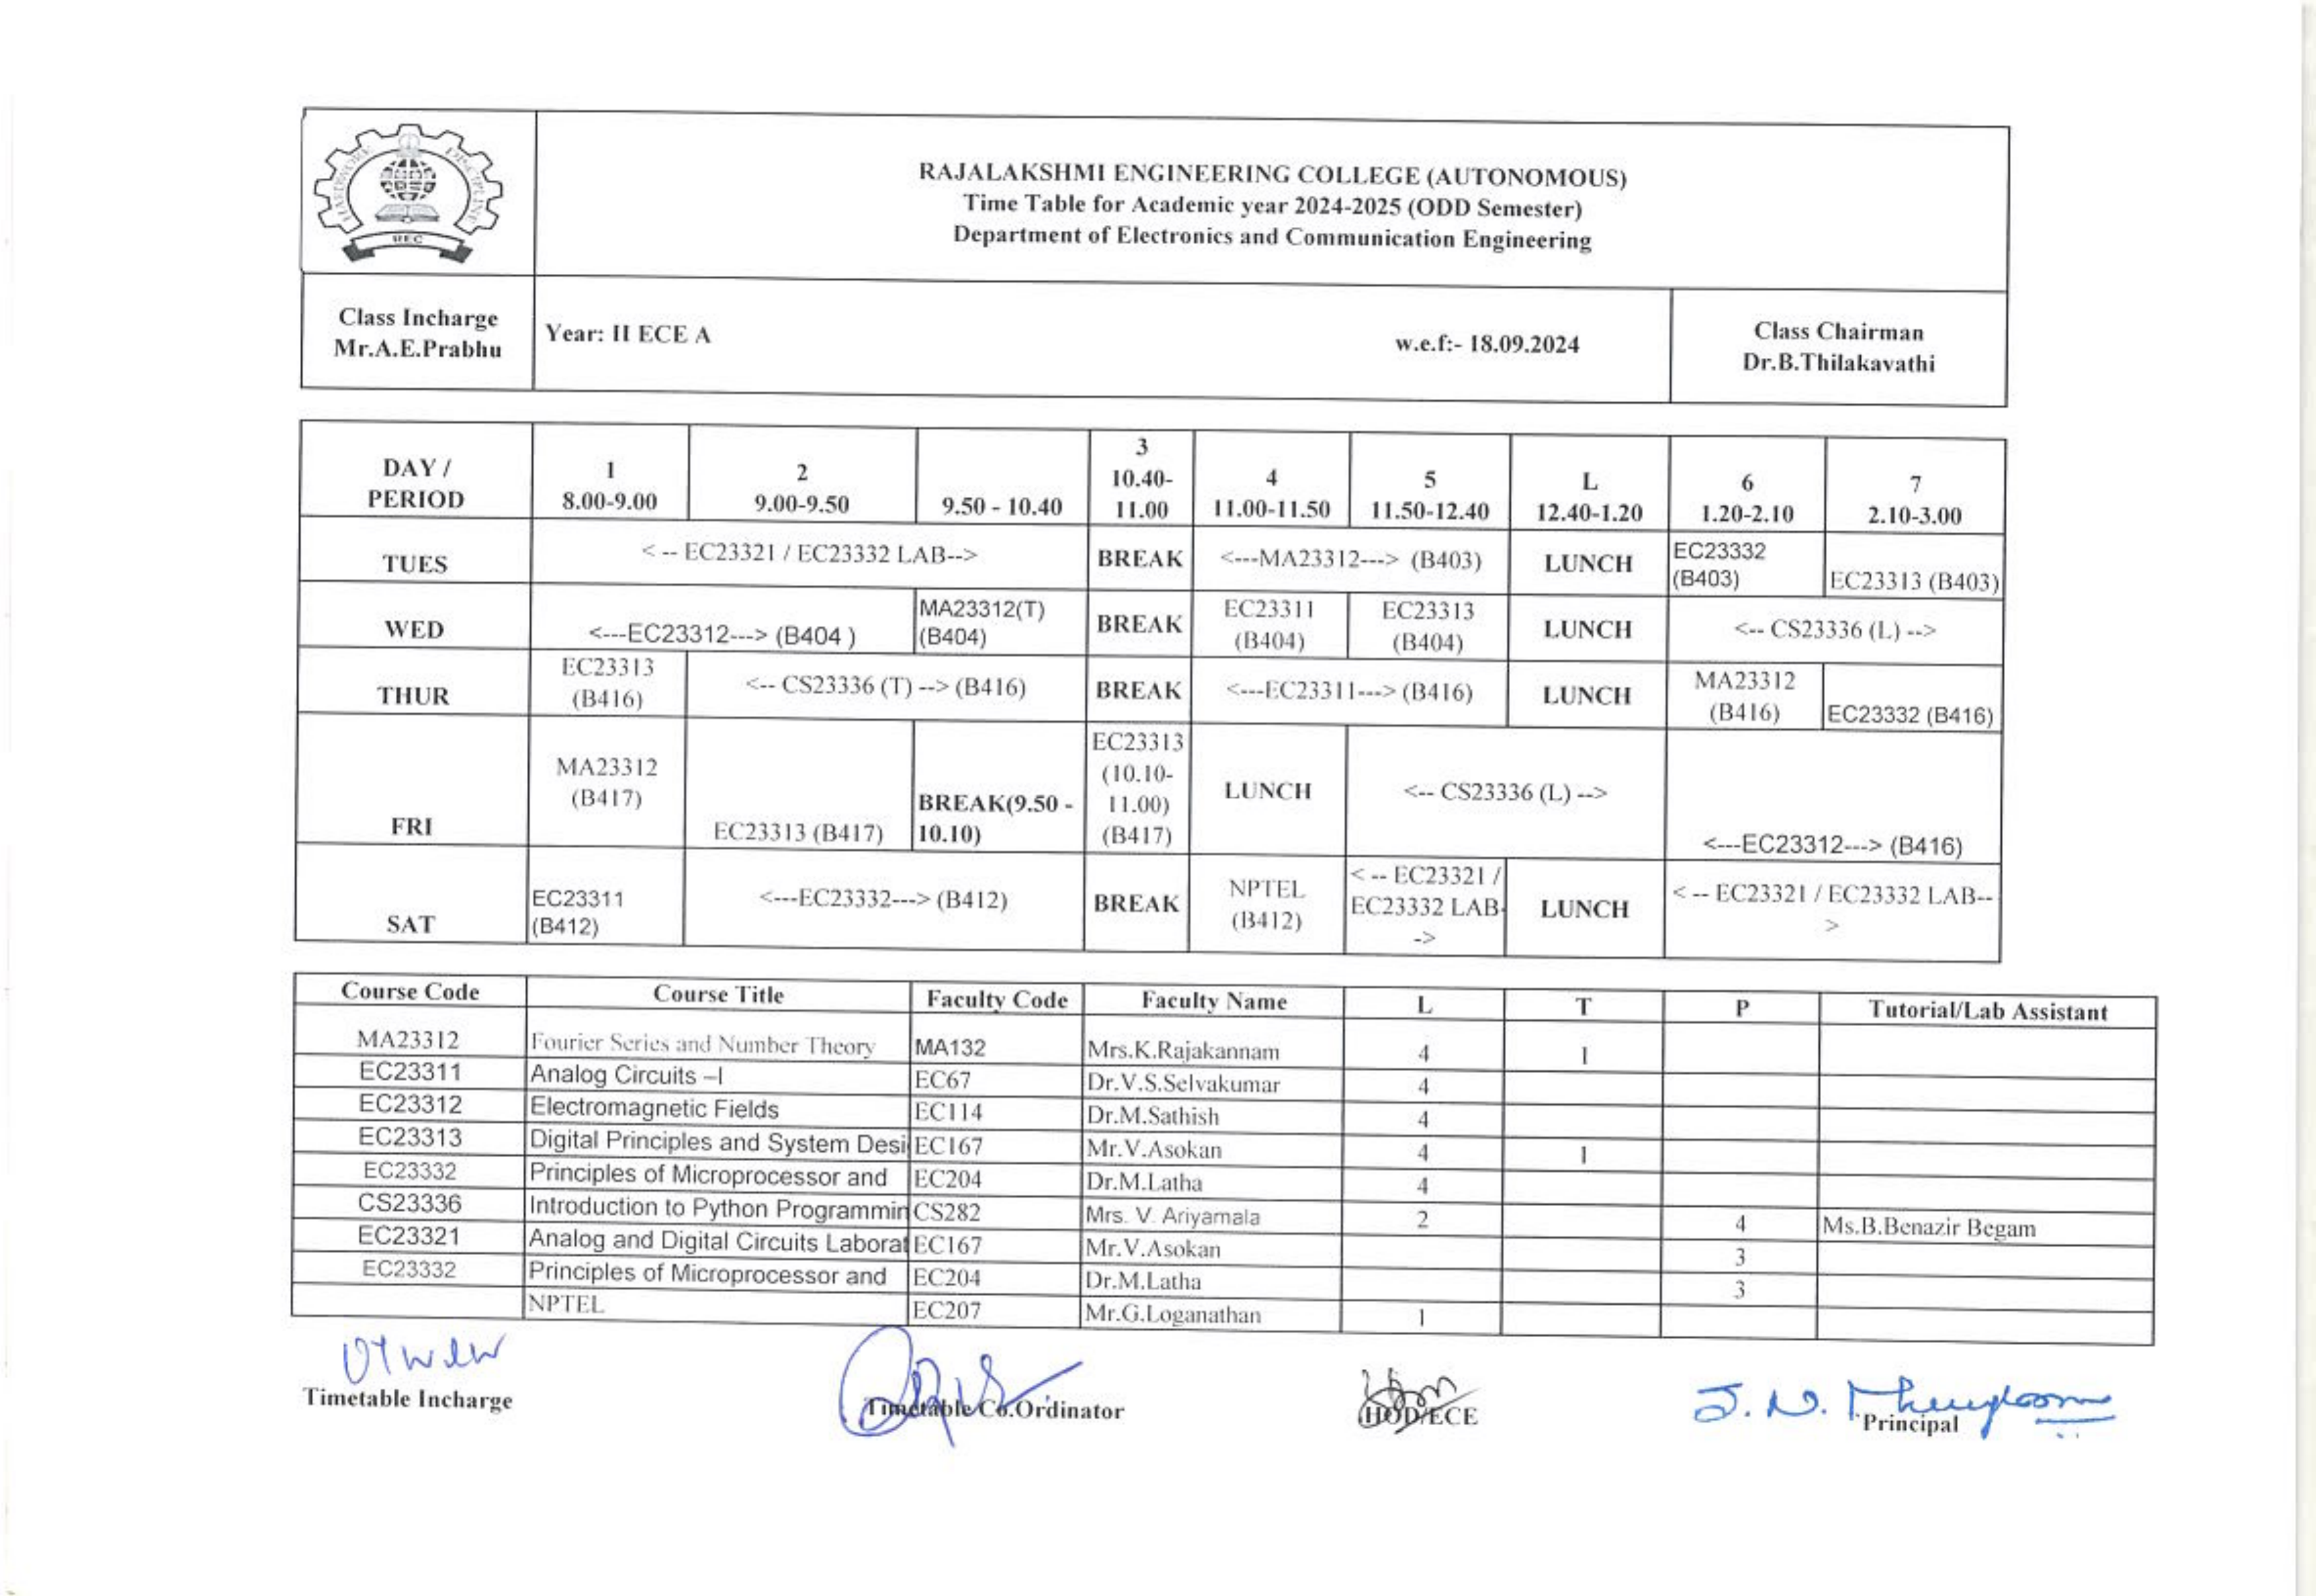 HARDWORK
DISCIPLINE
REC
RAJALAKSHMI ENGINEERING COLLEGE (AUTONOMOUS)
Time Table for Academic year 2024-2025 (ODD Semester)
Department of Electronics and Communication Engineering
Class Incharge
Mr.A.E.Prabhu
Year: II ECE A
w.e.f:- 18.09.2024
Class Chairman
Dr.B.Thilakavathi
DAY / PERIOD 1 8.00-9.00 2 9.00-9.50 9.50 - 10.40 3 10.40-11.00 4 11.00-11.50 5 11.50-12.40 L 12.40-1.20 6 1.20-2.10 7 2.10-3.00
TUES < -- EC23321 / EC23332 LAB--> BREAK <---MA23312---> (B403) LUNCH EC23332 (B403) EC23313 (B403)
WED <---EC23312---> (B404 ) MA23312(T) (B404) BREAK EC23311 (B404) EC23313 (B404) LUNCH <-- CS23336 (L) -->
THUR EC23313 (B416) <-- CS23336 (T) --> (B416) BREAK <---EC23311---> (B416) LUNCH MA23312 (B416) EC23332 (B416)
FRI MA23312 (B417) EC23313 (B417) BREAK(9.50 - 10.10) EC23313 (10.10-11.00) (B417) LUNCH <-- CS23336 (L) --> <---EC23312---> (B416)
SAT EC23311 (B412) <---EC23332---> (B412) BREAK NPTEL (B412) < -- EC23321 / EC23332 LAB--> LUNCH < -- EC23321 / EC23332 LAB-->
Course Code Course Title Faculty Code Faculty Name L T P Tutorial/Lab Assistant
MA23312 Fourier Series and Number Theory MA132 Mrs.K.Rajakannam 4 1
EC23311 Analog Circuits –I EC67 Dr.V.S.Selvakumar 4
EC23312 Electromagnetic Fields EC114 Dr.M.Sathish 4
EC23313 Digital Principles and System Desi EC167 Mr.V.Asokan 4 1
EC23332 Principles of Microprocessor and EC204 Dr.M.Latha 4
CS23336 Introduction to Python Programmin CS282 Mrs. V. Ariyamala 2 4 Ms.B.Benazir Begam
EC23321 Analog and Digital Circuits Laborat EC167 Mr.V.Asokan 3
EC23332 Principles of Microprocessor and EC204 Dr.M.Latha 3
NPTEL EC207 Mr.G.Loganathan 1
Timetable Incharge
Timetable Co.Ordinator
HOD/ECE
Principal